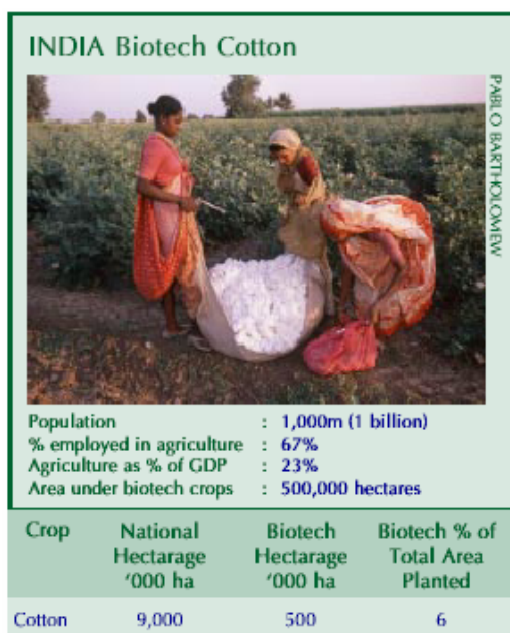 INDIA Biotech Cotton
PABLO BARTHOLOMEW
Population : 1,000m (1 billion)
% employed in agriculture : 67%
Agriculture as % of GDP : 23%
Area under biotech crops : 500,000 hectares
Crop National Hectarage '000 ha Biotech Hectarage '000 ha Biotech % of Total Area Planted
Cotton 9,000 500 6